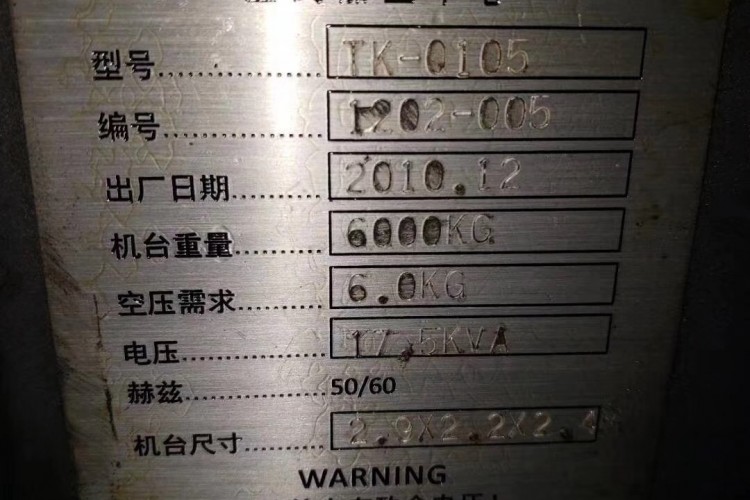 型号 TK-0105
编号 1202-005
出厂日期 2010.12
机台重量 6000KG
空压需求 6.0KG
电压 17.5KVA
赫兹 50/60
机台尺寸 2.9X2.2X2.4
WARNING